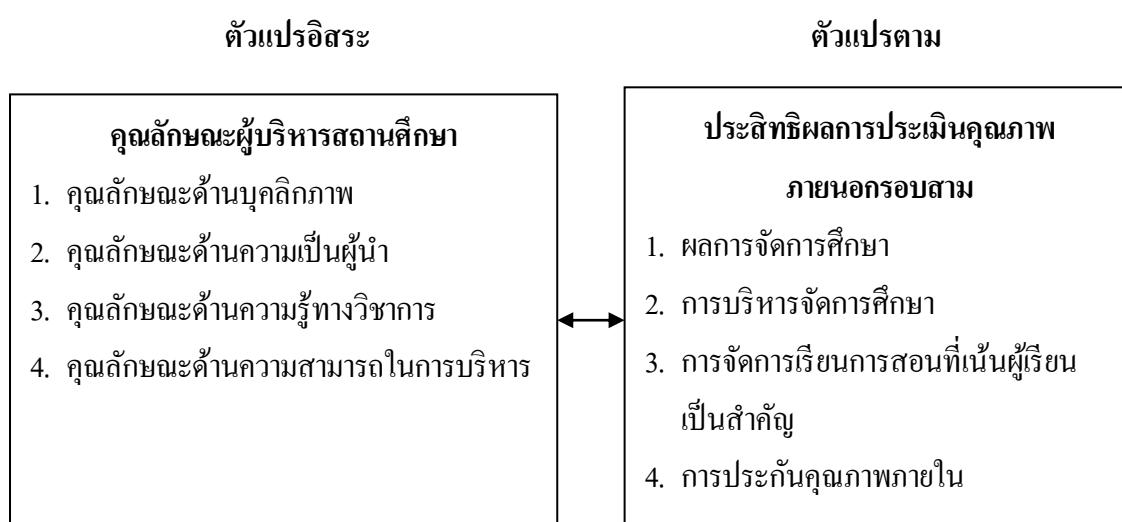 ตัวแปรอิสระ
ตัวแปรตาม
คุณลักษณะผู้บริหารสถานศึกษา
1. คุณลักษณะด้านบุคลิกภาพ
2. คุณลักษณะด้านความเป็นผู้นำ
3. คุณลักษณะด้านความรู้ทางวิชาการ
4. คุณลักษณะด้านความสามารถในการบริหาร
ประสิทธิผลการประเมินคุณภาพ
ภายนอกรอบสาม
1. ผลการจัดการศึกษา
2. การบริหารจัดการศึกษา
3. การจัดการเรียนการสอนที่เน้นผู้เรียน
เป็นสำคัญ
4. การประกันคุณภาพภายใน